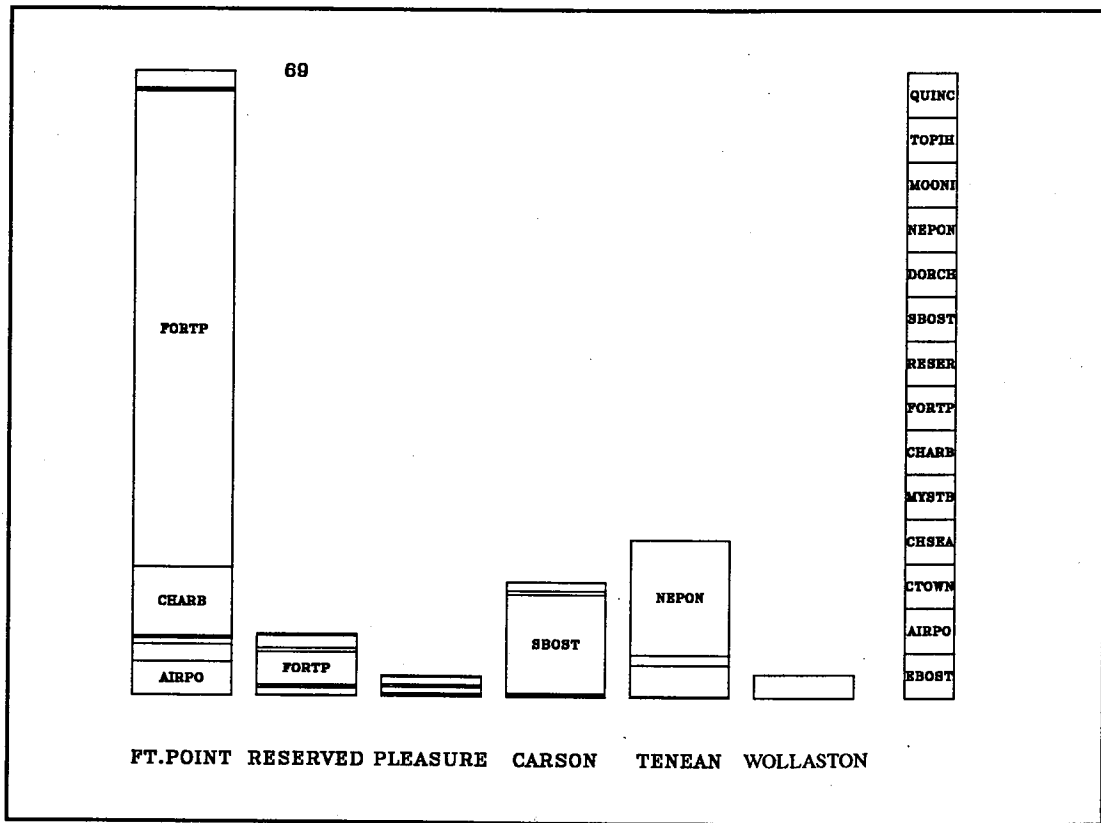 69
QUINC
TOPIH
MOONI
NEPON
DORCH
SBOST
RESER
FORTP
CHARB
MYSTB
CHSEA
CTOWN
AIRPO
EBOST
FORTP
CHARB
AIRPO
FORTP
SBOST
NEPON
FT.POINT RESERVED PLEASURE CARSON TENEAN WOLLASTON